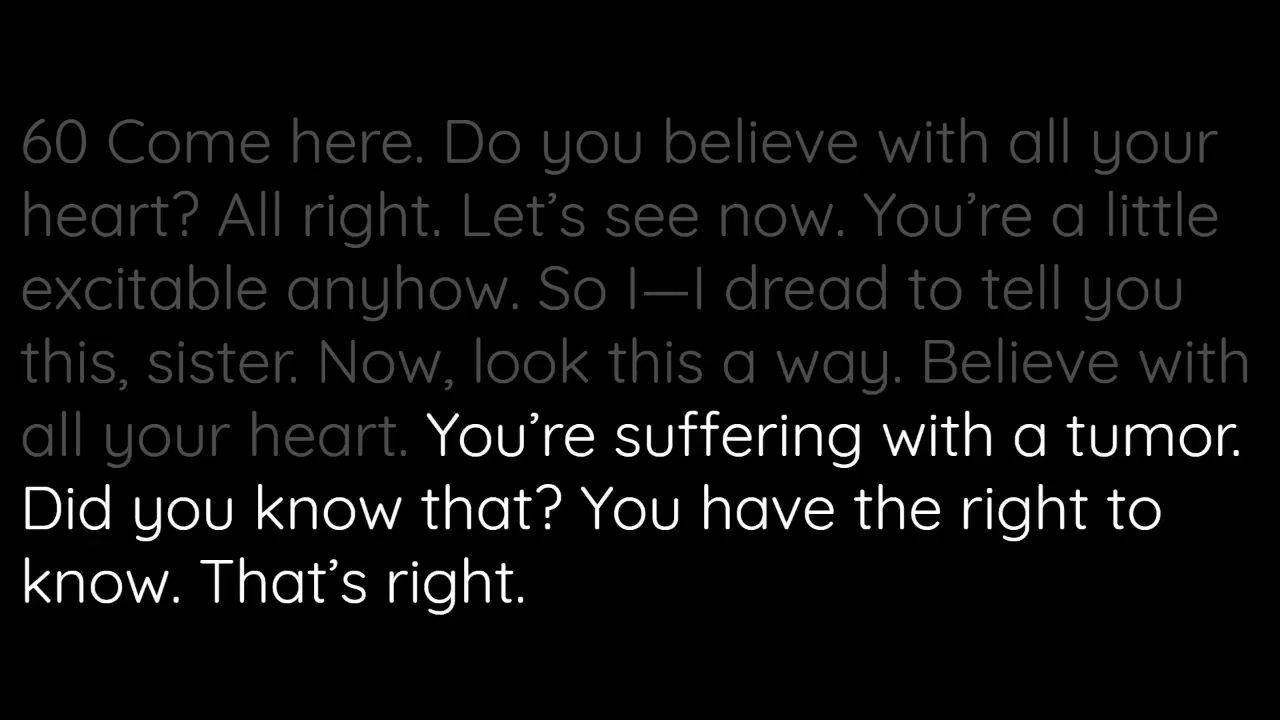 60 Come here. Do you believe with all your
heart? All right. Let’s see now. You’re a little
excitable anyhow. So I—I dread to tell you
this, sister. Now, look this a way. Believe with
all your heart. You’re suffering with a tumor.
Did you know that? You have the right to
know. That’s right.